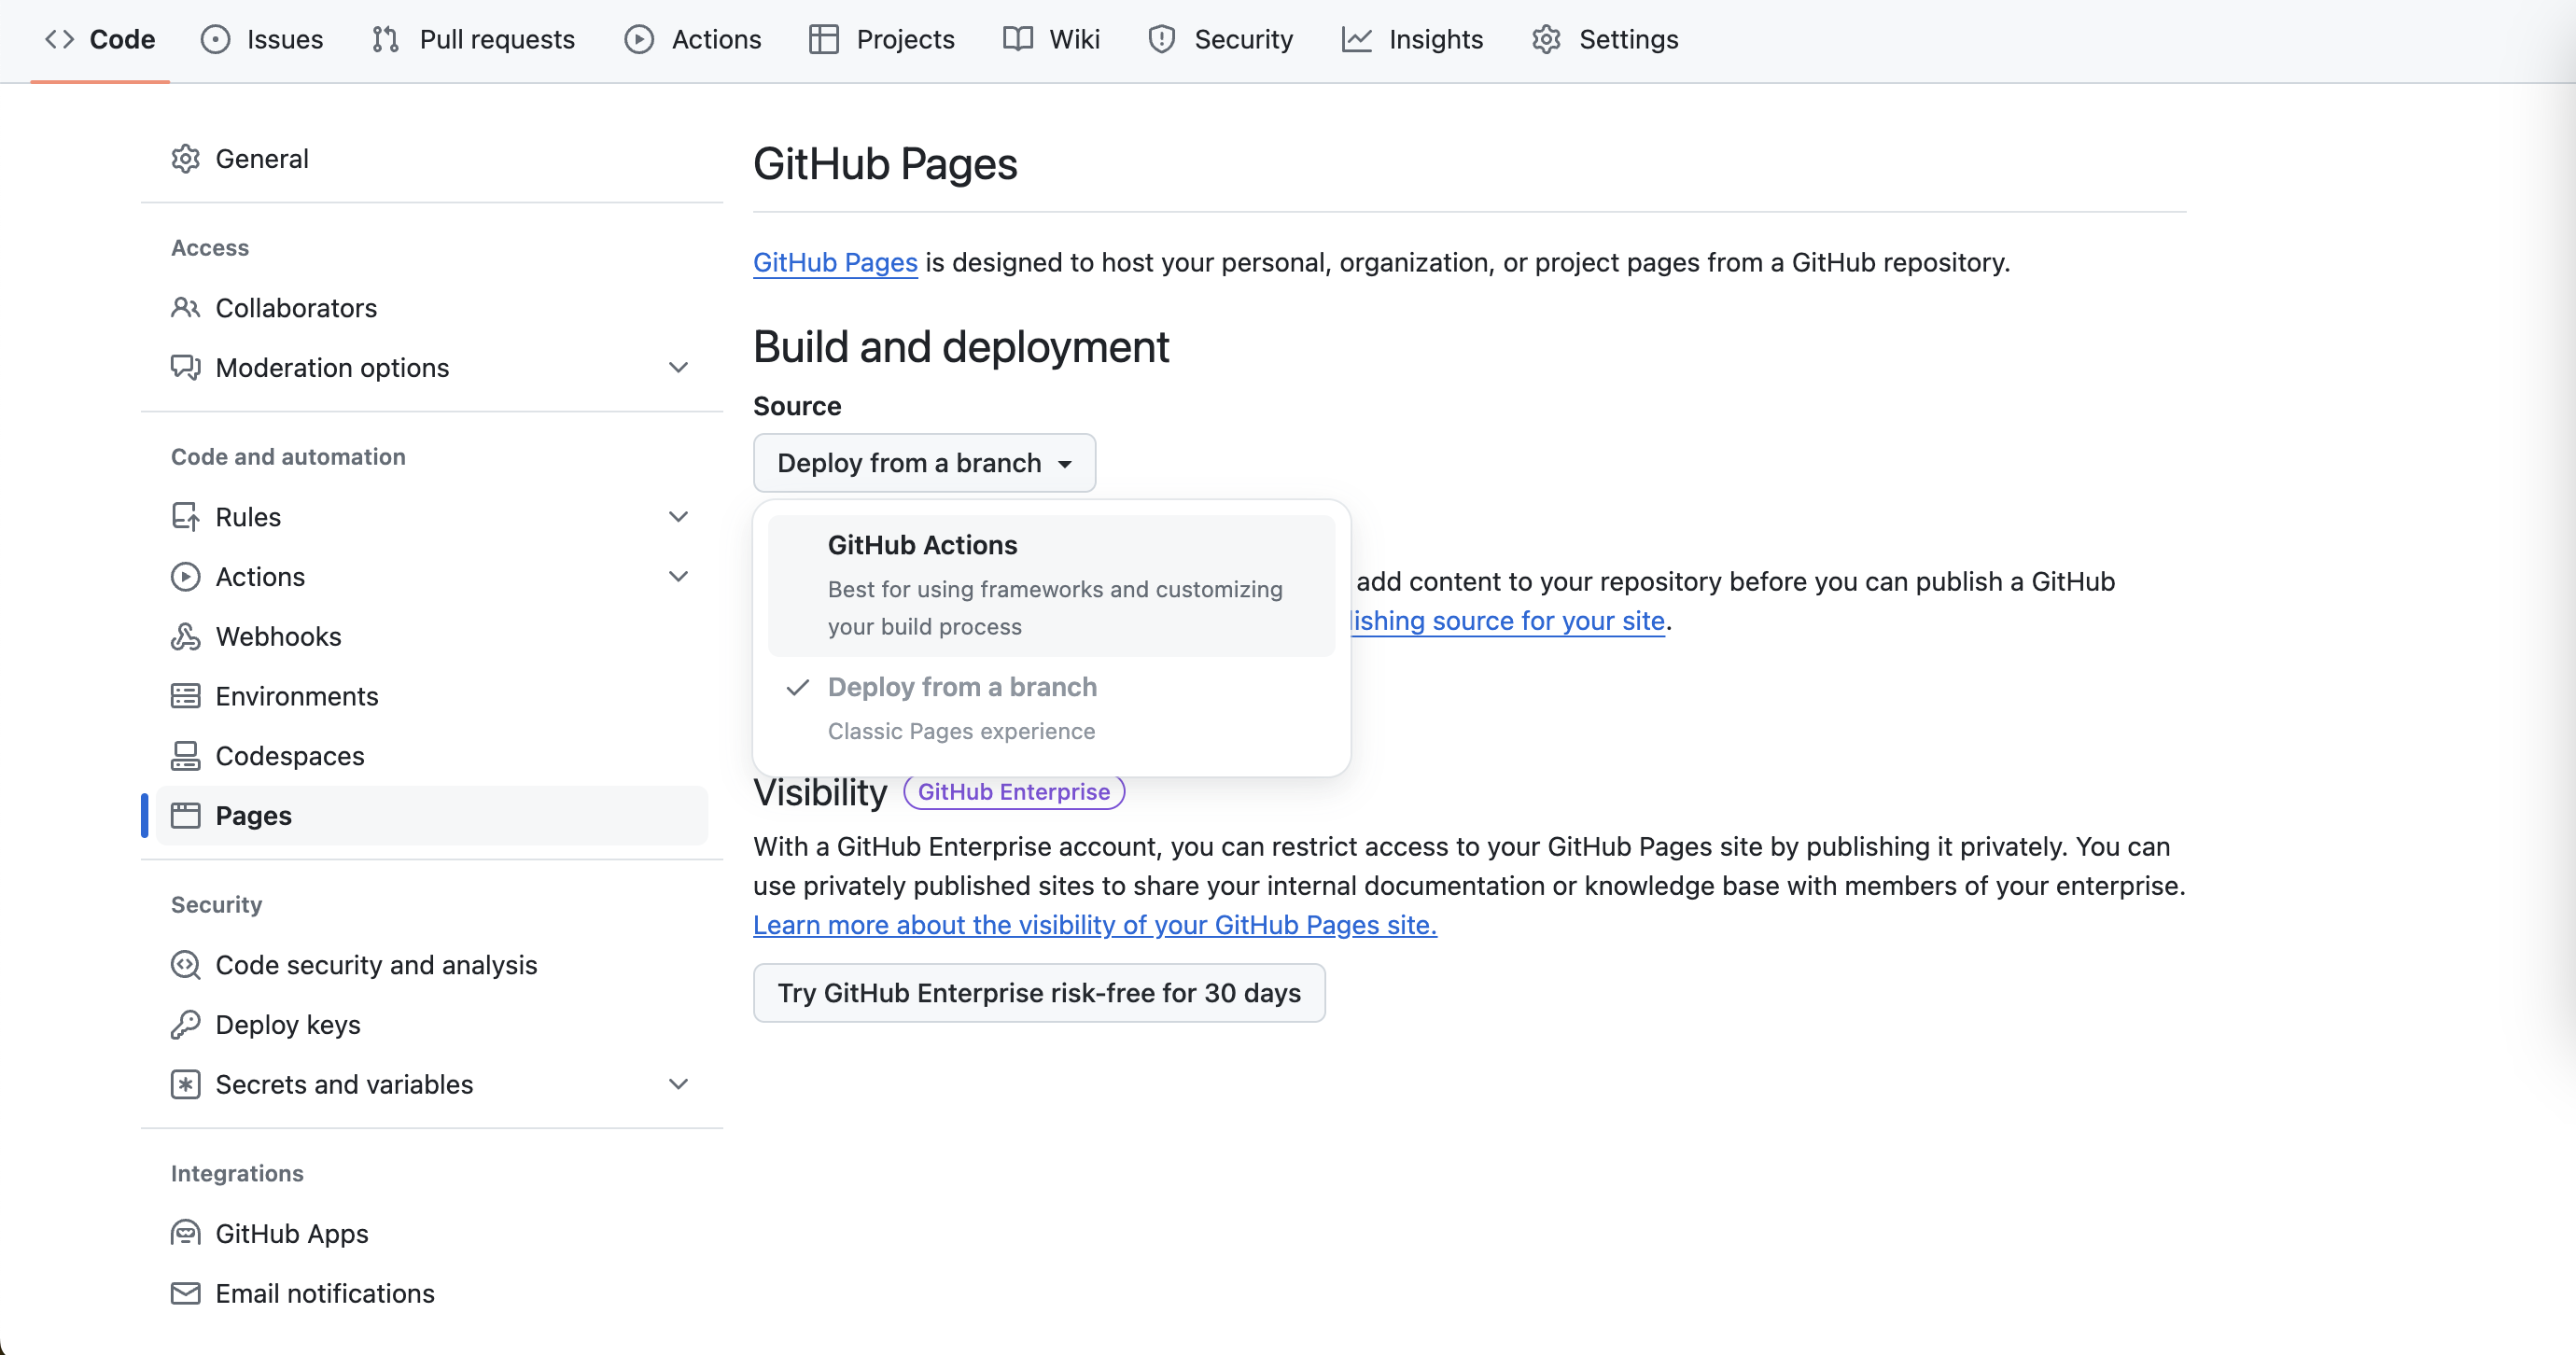 Code Issues Pull requests Actions Projects Wiki Security Insights Settings
General
Access
Collaborators
Moderation options
Code and automation
Rules
Actions
Webhooks
Environments
Codespaces
Pages
Security
Code security and analysis
Deploy keys
Secrets and variables
Integrations
GitHub Apps
Email notifications
GitHub Pages
GitHub Pages is designed to host your personal, organization, or project pages from a GitHub repository.
Build and deployment
Source
Deploy from a branch
GitHub Actions
Best for using frameworks and customizing
your build process
Deploy from a branch
Classic Pages experience
add content to your repository before you can publish a GitHub
lishing source for your site.
Visibility GitHub Enterprise
With a GitHub Enterprise account, you can restrict access to your GitHub Pages site by publishing it privately. You can
use privately published sites to share your internal documentation or knowledge base with members of your enterprise.
Learn more about the visibility of your GitHub Pages site.
Try GitHub Enterprise risk-free for 30 days